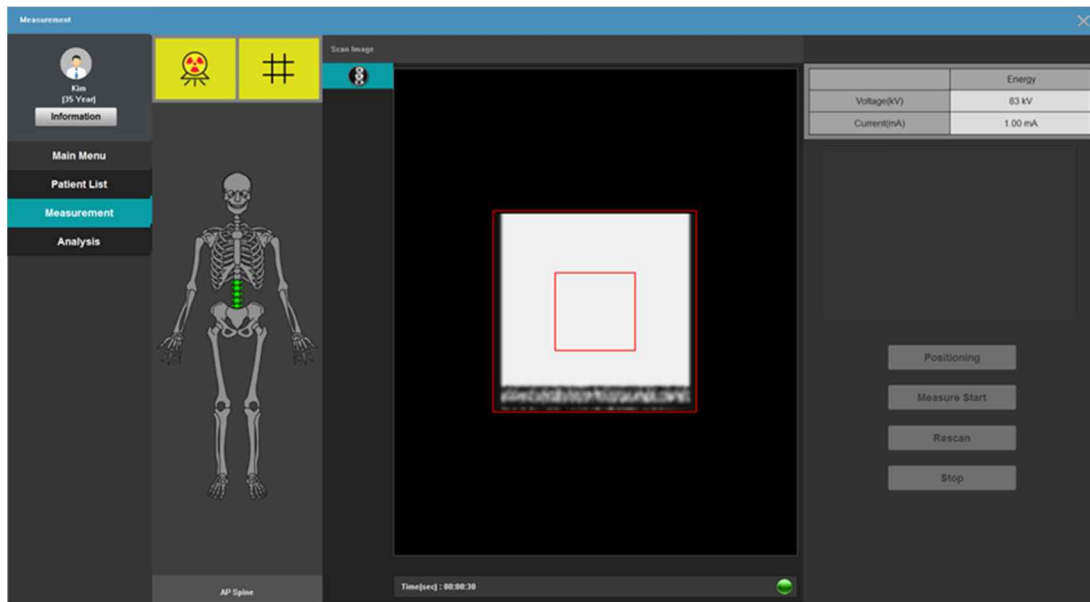 Measurement
Kim
(35 Year)
Information
Main Menu
Patient List
Measurement
Analysis
AP Spine
Scan Image
Time(sec) : 00:00:30
Energy
Voltage(kV) 83 kV
Current(mA) 1.00 mA
Positioning
Measure Start
Rescan
Stop